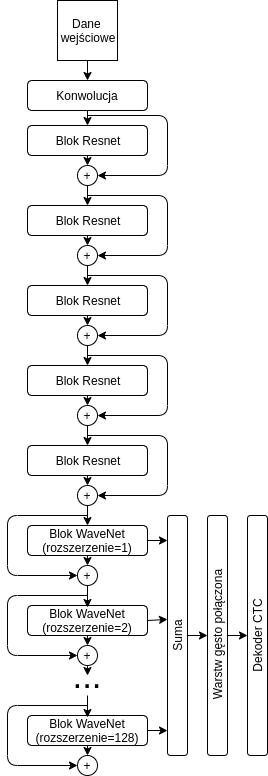 Dane
wejściowe
Konwolucja
Blok Resnet
+
Blok Resnet
+
Blok Resnet
+
Blok Resnet
+
Blok Resnet
+
Blok WaveNet
(rozszerzenie=1)
+
Blok WaveNet
(rozszerzenie=2)
+
...
Blok WaveNet
(rozszerzenie=128)
+
Suma
Warstw gęsto połączona
Dekoder CTC